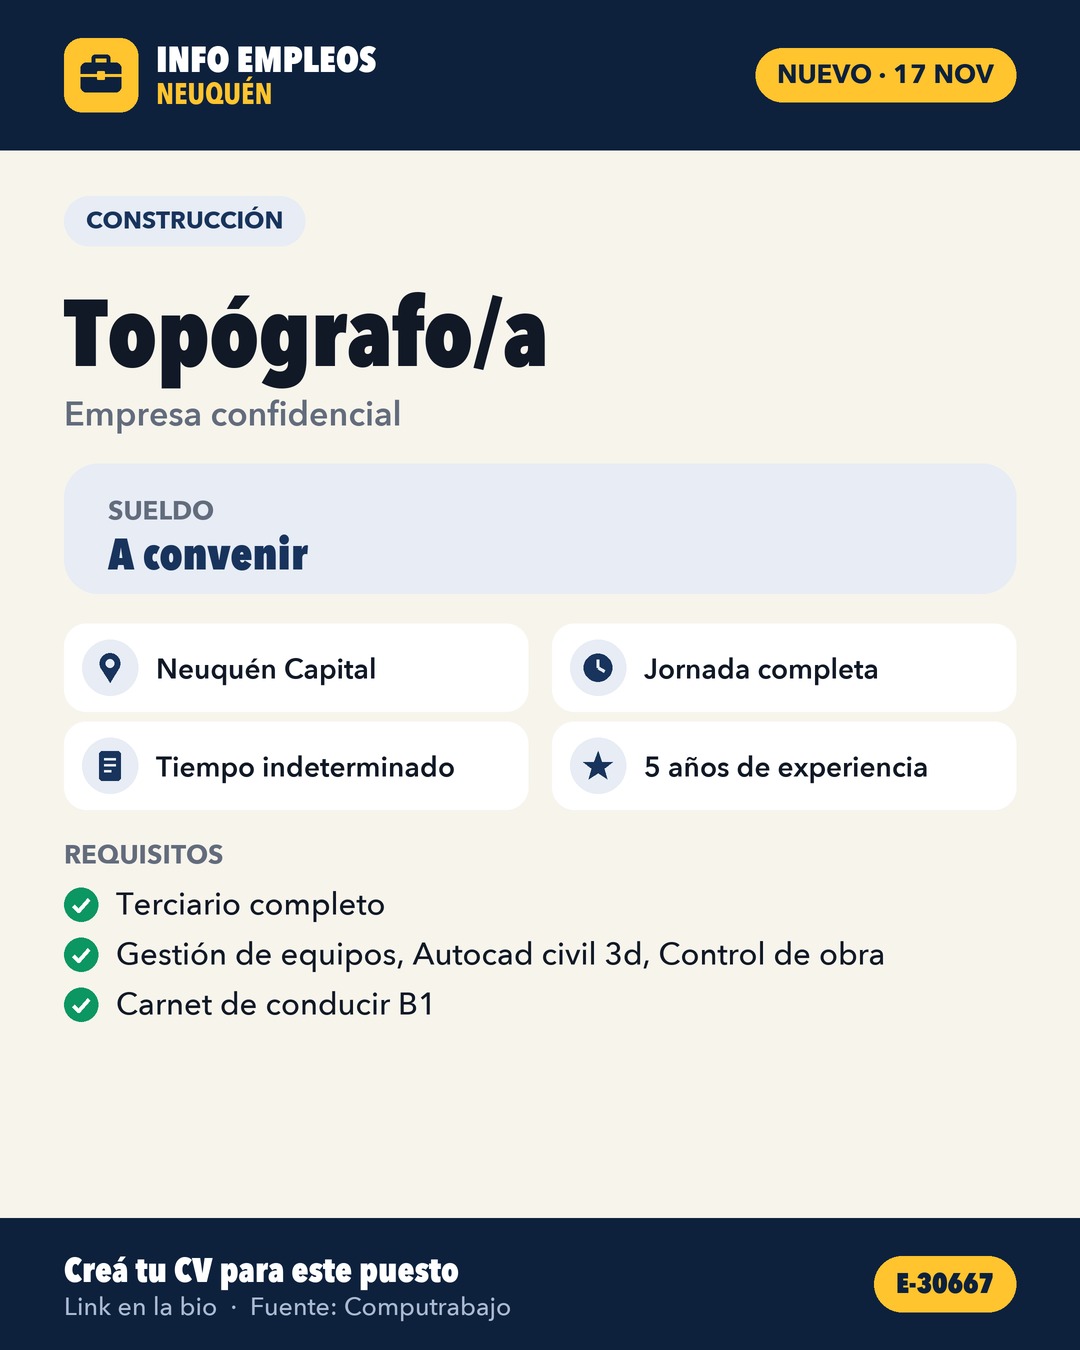 INFO EMPLEOS
NEUQUÉN
NUEVO · 17 NOV
CONSTRUCCIÓN
Topógrafo/a
Empresa confidencial
SUELDO
A convenir
Neuquén Capital
Jornada completa
Tiempo indeterminado
5 años de experiencia
REQUISITOS
Terciario completo
Gestión de equipos, Autocad civil 3d, Control de obra
Carnet de conducir B1
Creá tu CV para este puesto
Link en la bio · Fuente: Computrabajo
E-30667